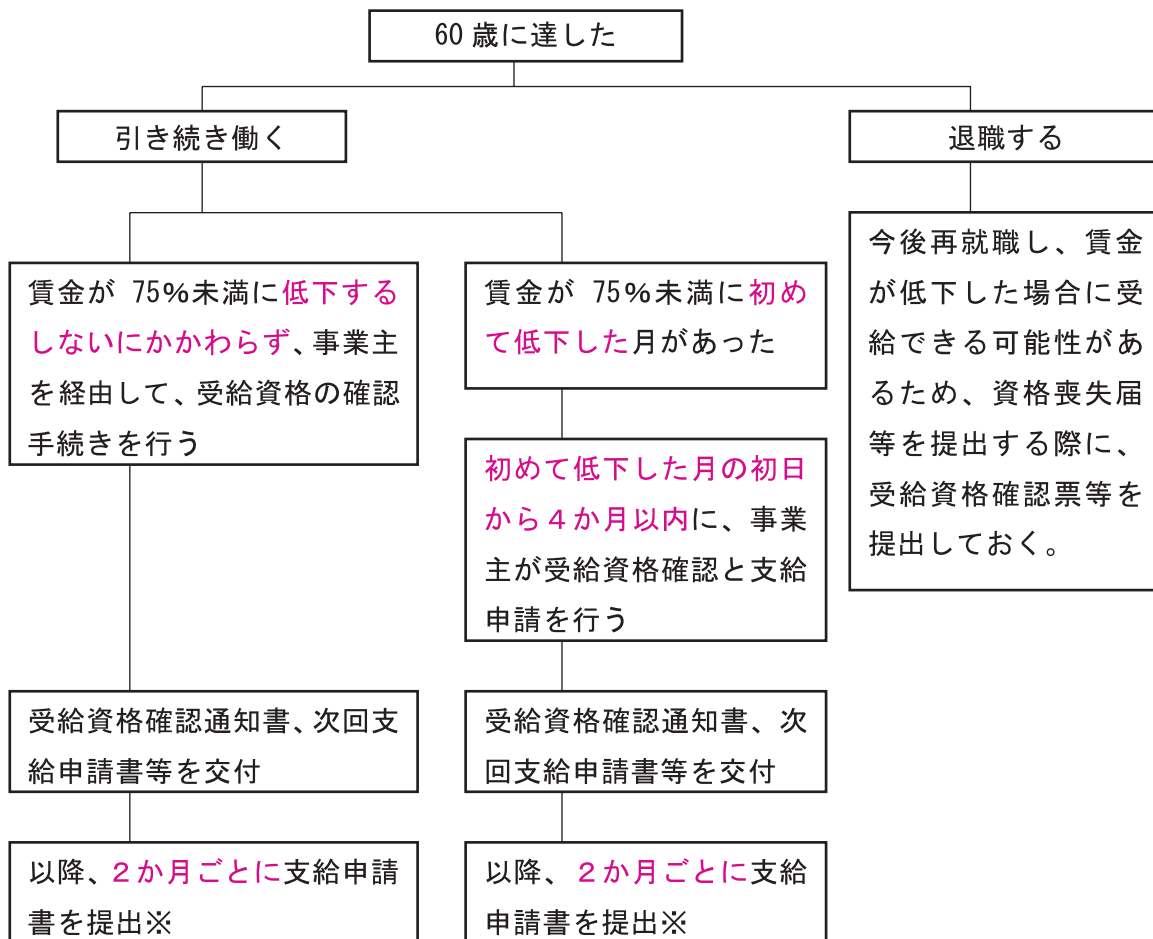 60歳に達した
引き続き働く
退職する
賃金が 75%未満に低下する
しないにかかわらず、事業主
を経由して、受給資格の確認
手続きを行う
賃金が 75%未満に初め
て低下した月があった
今後再就職し、賃金
が低下した場合に受
給できる可能性があ
るため、資格喪失届
等を提出する際に、
受給資格確認票等を
提出しておく。
初めて低下した月の初日
から４か月以内に、事業
主が受給資格確認と支給
申請を行う
受給資格確認通知書、次回支
給申請書等を交付
受給資格確認通知書、次
回支給申請書等を交付
以降、２か月ごとに支給申請
書を提出※
以降、２か月ごとに支給
申請書を提出※